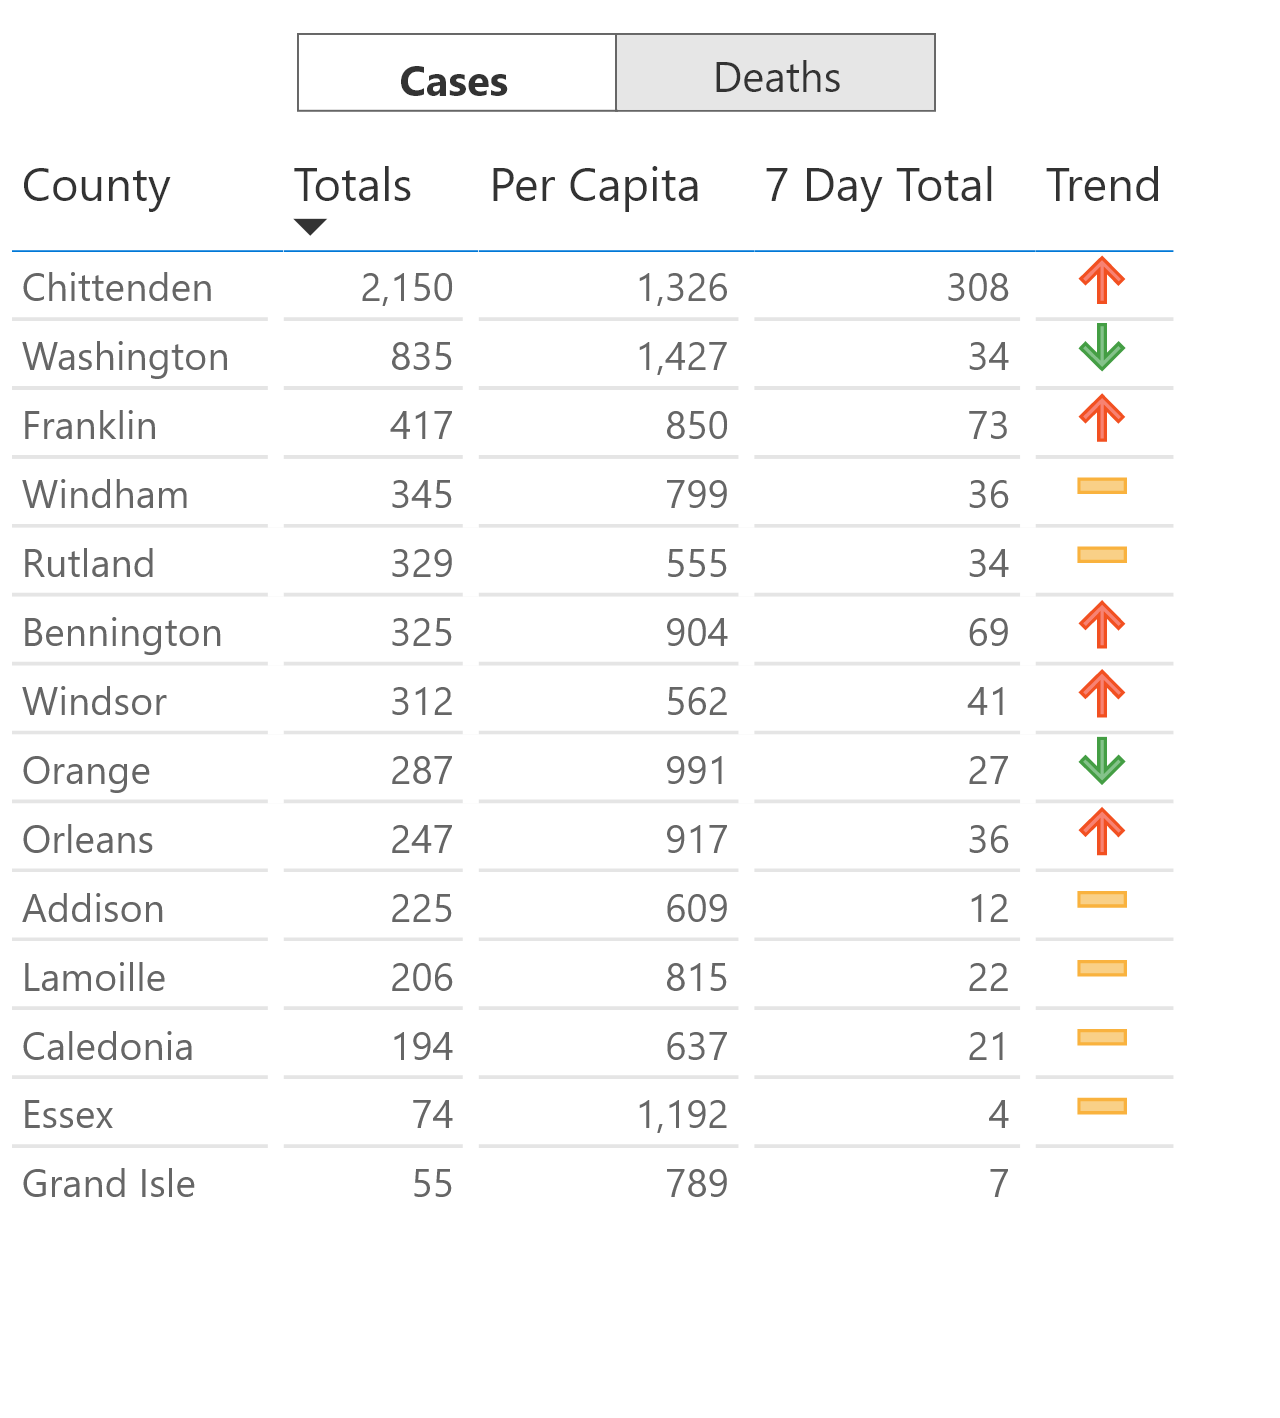 Cases Deaths
County Totals Per Capita 7 Day Total Trend
Chittenden 2,150 1,326 308
Washington 835 1,427 34
Franklin 417 850 73
Windham 345 799 36
Rutland 329 555 34
Bennington 325 904 69
Windsor 312 562 41
Orange 287 991 27
Orleans 247 917 36
Addison 225 609 12
Lamoille 206 815 22
Caledonia 194 637 21
Essex 74 1,192 4
Grand Isle 55 789 7